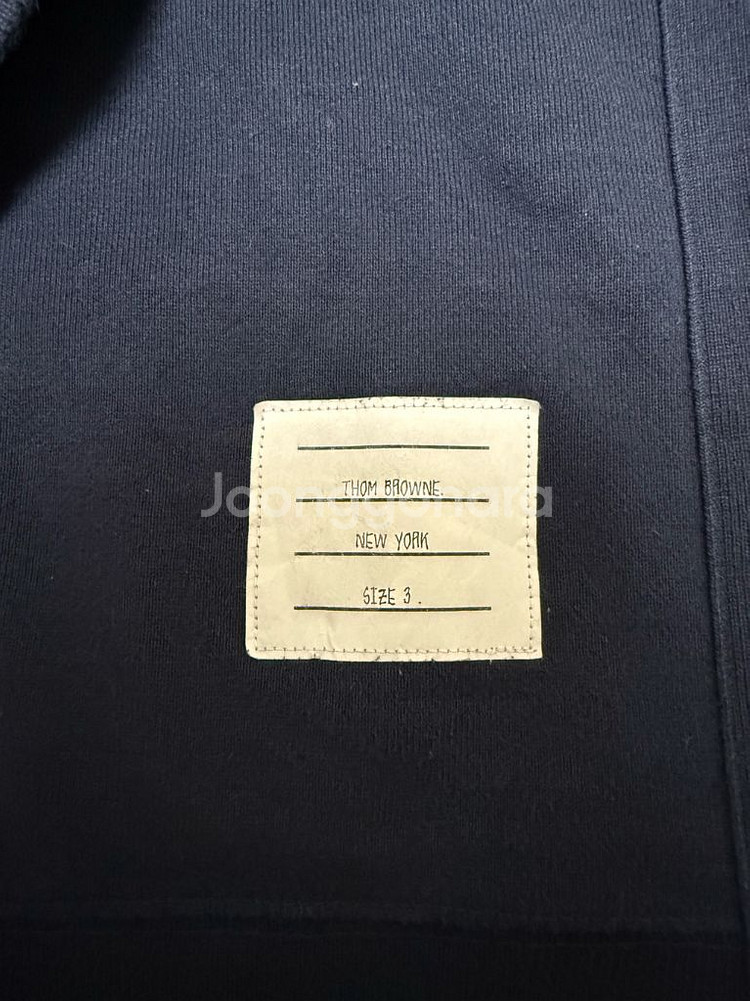 THOM BROWNE.
Joonggonara
NEW YORK
SIZE 3 .